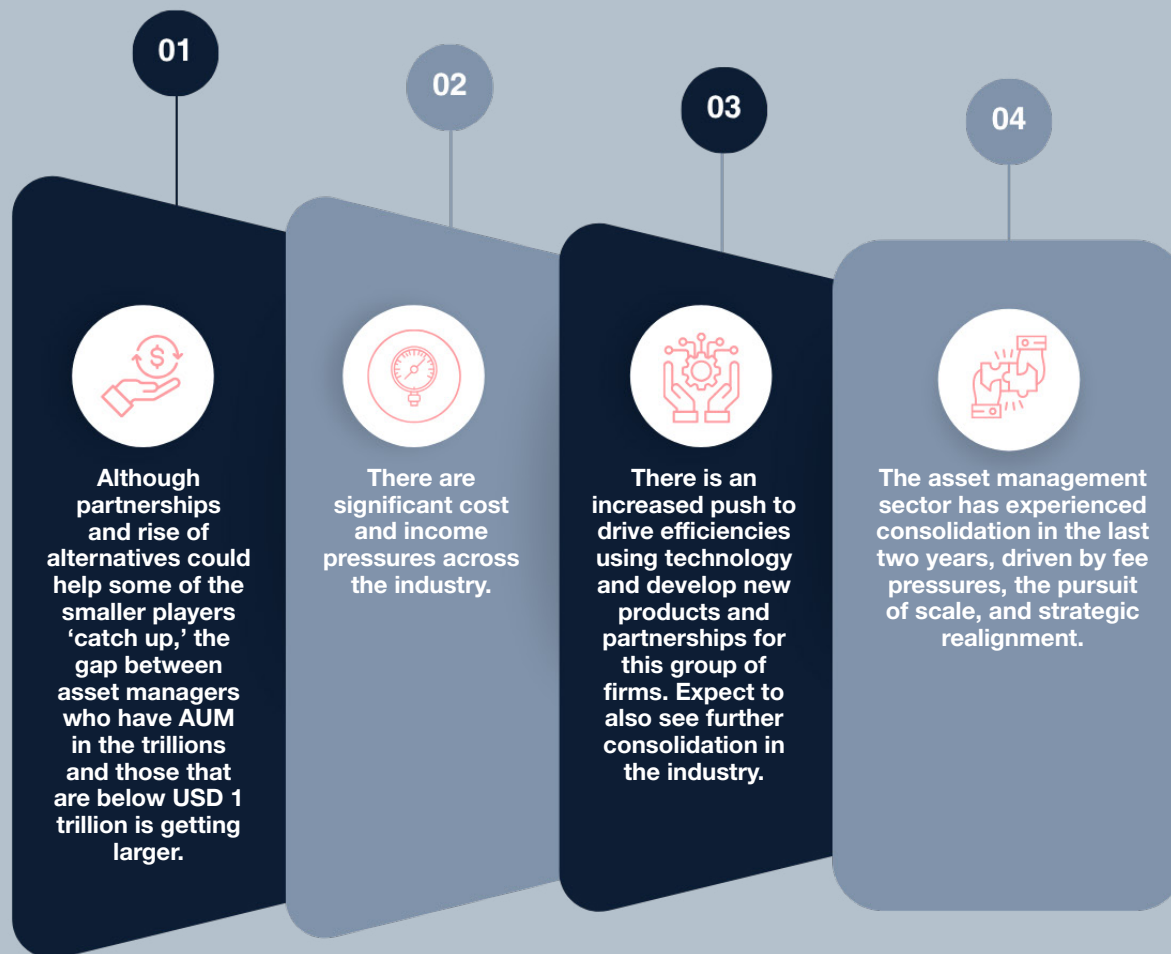 01
Although
partnerships
and rise of
alternatives could
help some of the
smaller players
‘catch up,’ the
gap between
asset managers
who have AUM
in the trillions
and those that
are below USD 1
trillion is getting
larger.
02
There are
significant cost
and income
pressures across
the industry.
03
There is an
increased push to
drive efficiencies
using technology
and develop new
products and
partnerships for
this group of
firms. Expect to
also see further
consolidation in
the industry.
04
The asset management
sector has experienced
consolidation in the last
two years, driven by fee
pressures, the pursuit
of scale, and strategic
realignment.